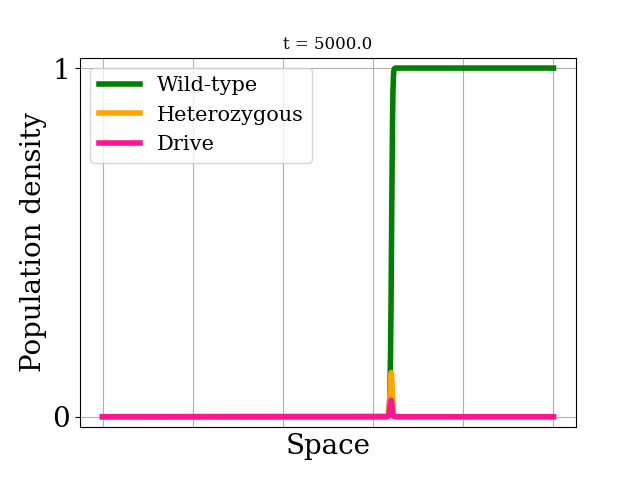 t = 5000.0
1
Wild-type
Heterozygous
Drive
Population density
0
Space